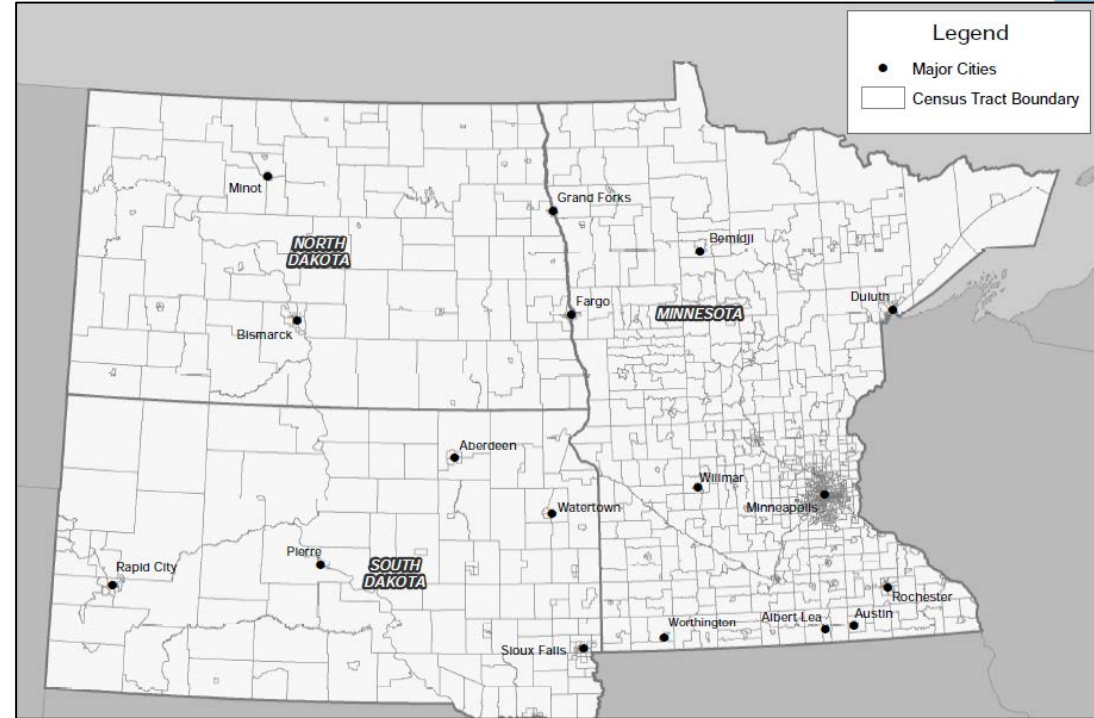 Legend
Major Cities
Census Tract Boundary
Minot
Grand Forks
NORTH
DAKOTA
Bemidji
Bismarck
Fargo
MINNESOTA
Duluth
Aberdeen
Willmar
Minneapolis
Watertown
Pierre
SOUTH
DAKOTA
Rapid City
Rochester
Worthington
Albert Lea
Austin
Sioux Falls